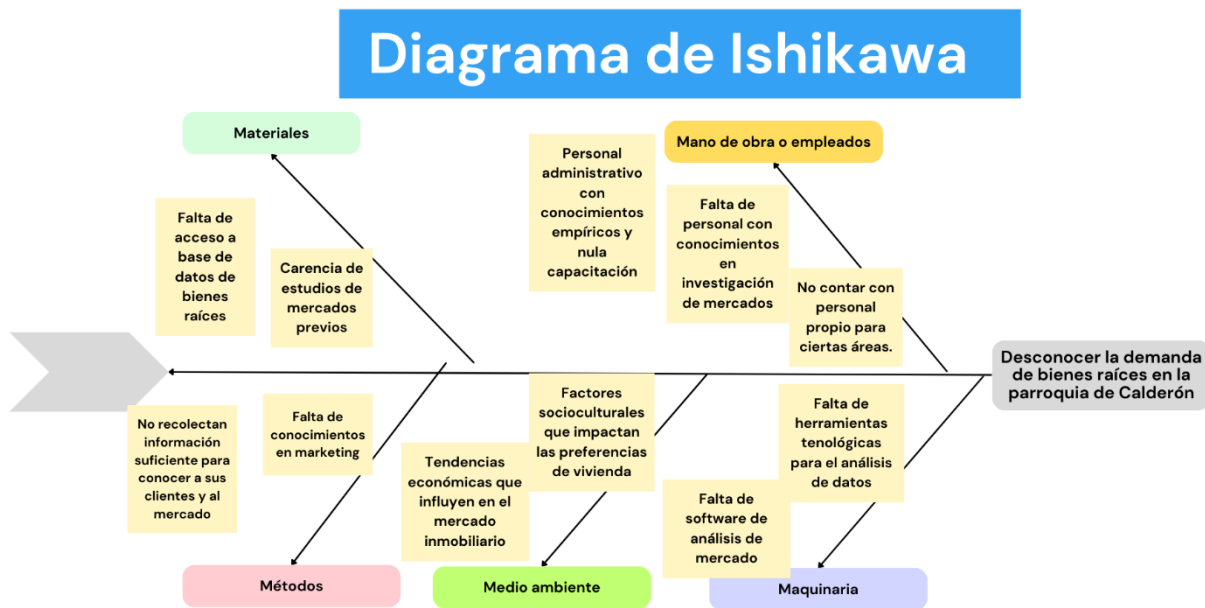 Diagrama de Ishikawa
Materiales
Mano de obra o empleados
Falta de
acceso a
base de
datos de
bienes
raíces
Carencia de
estudios de
mercados
previos
Personal
administrativo
con
conocimientos
empíricos y
nula
capacitación
Falta de
personal con
conocimientos
en
investigación
de mercados
No contar con
personal
propio para
ciertas áreas.
Desconocer la demanda
de bienes raíces en la
parroquia de Calderón
No recolectan
información
suficiente para
conocer a sus
clientes y al
mercado
Falta de
conocimientos
en marketing
Tendencias
económicas que
influyen en el
mercado
inmobiliario
Factores
socioculturales
que impactan
las preferencias
de vivienda
Falta de
software de
análisis de
mercado
Falta de
herramientas
tenológicas
para el análisis
de datos
Métodos
Medio ambiente
Maquinaria